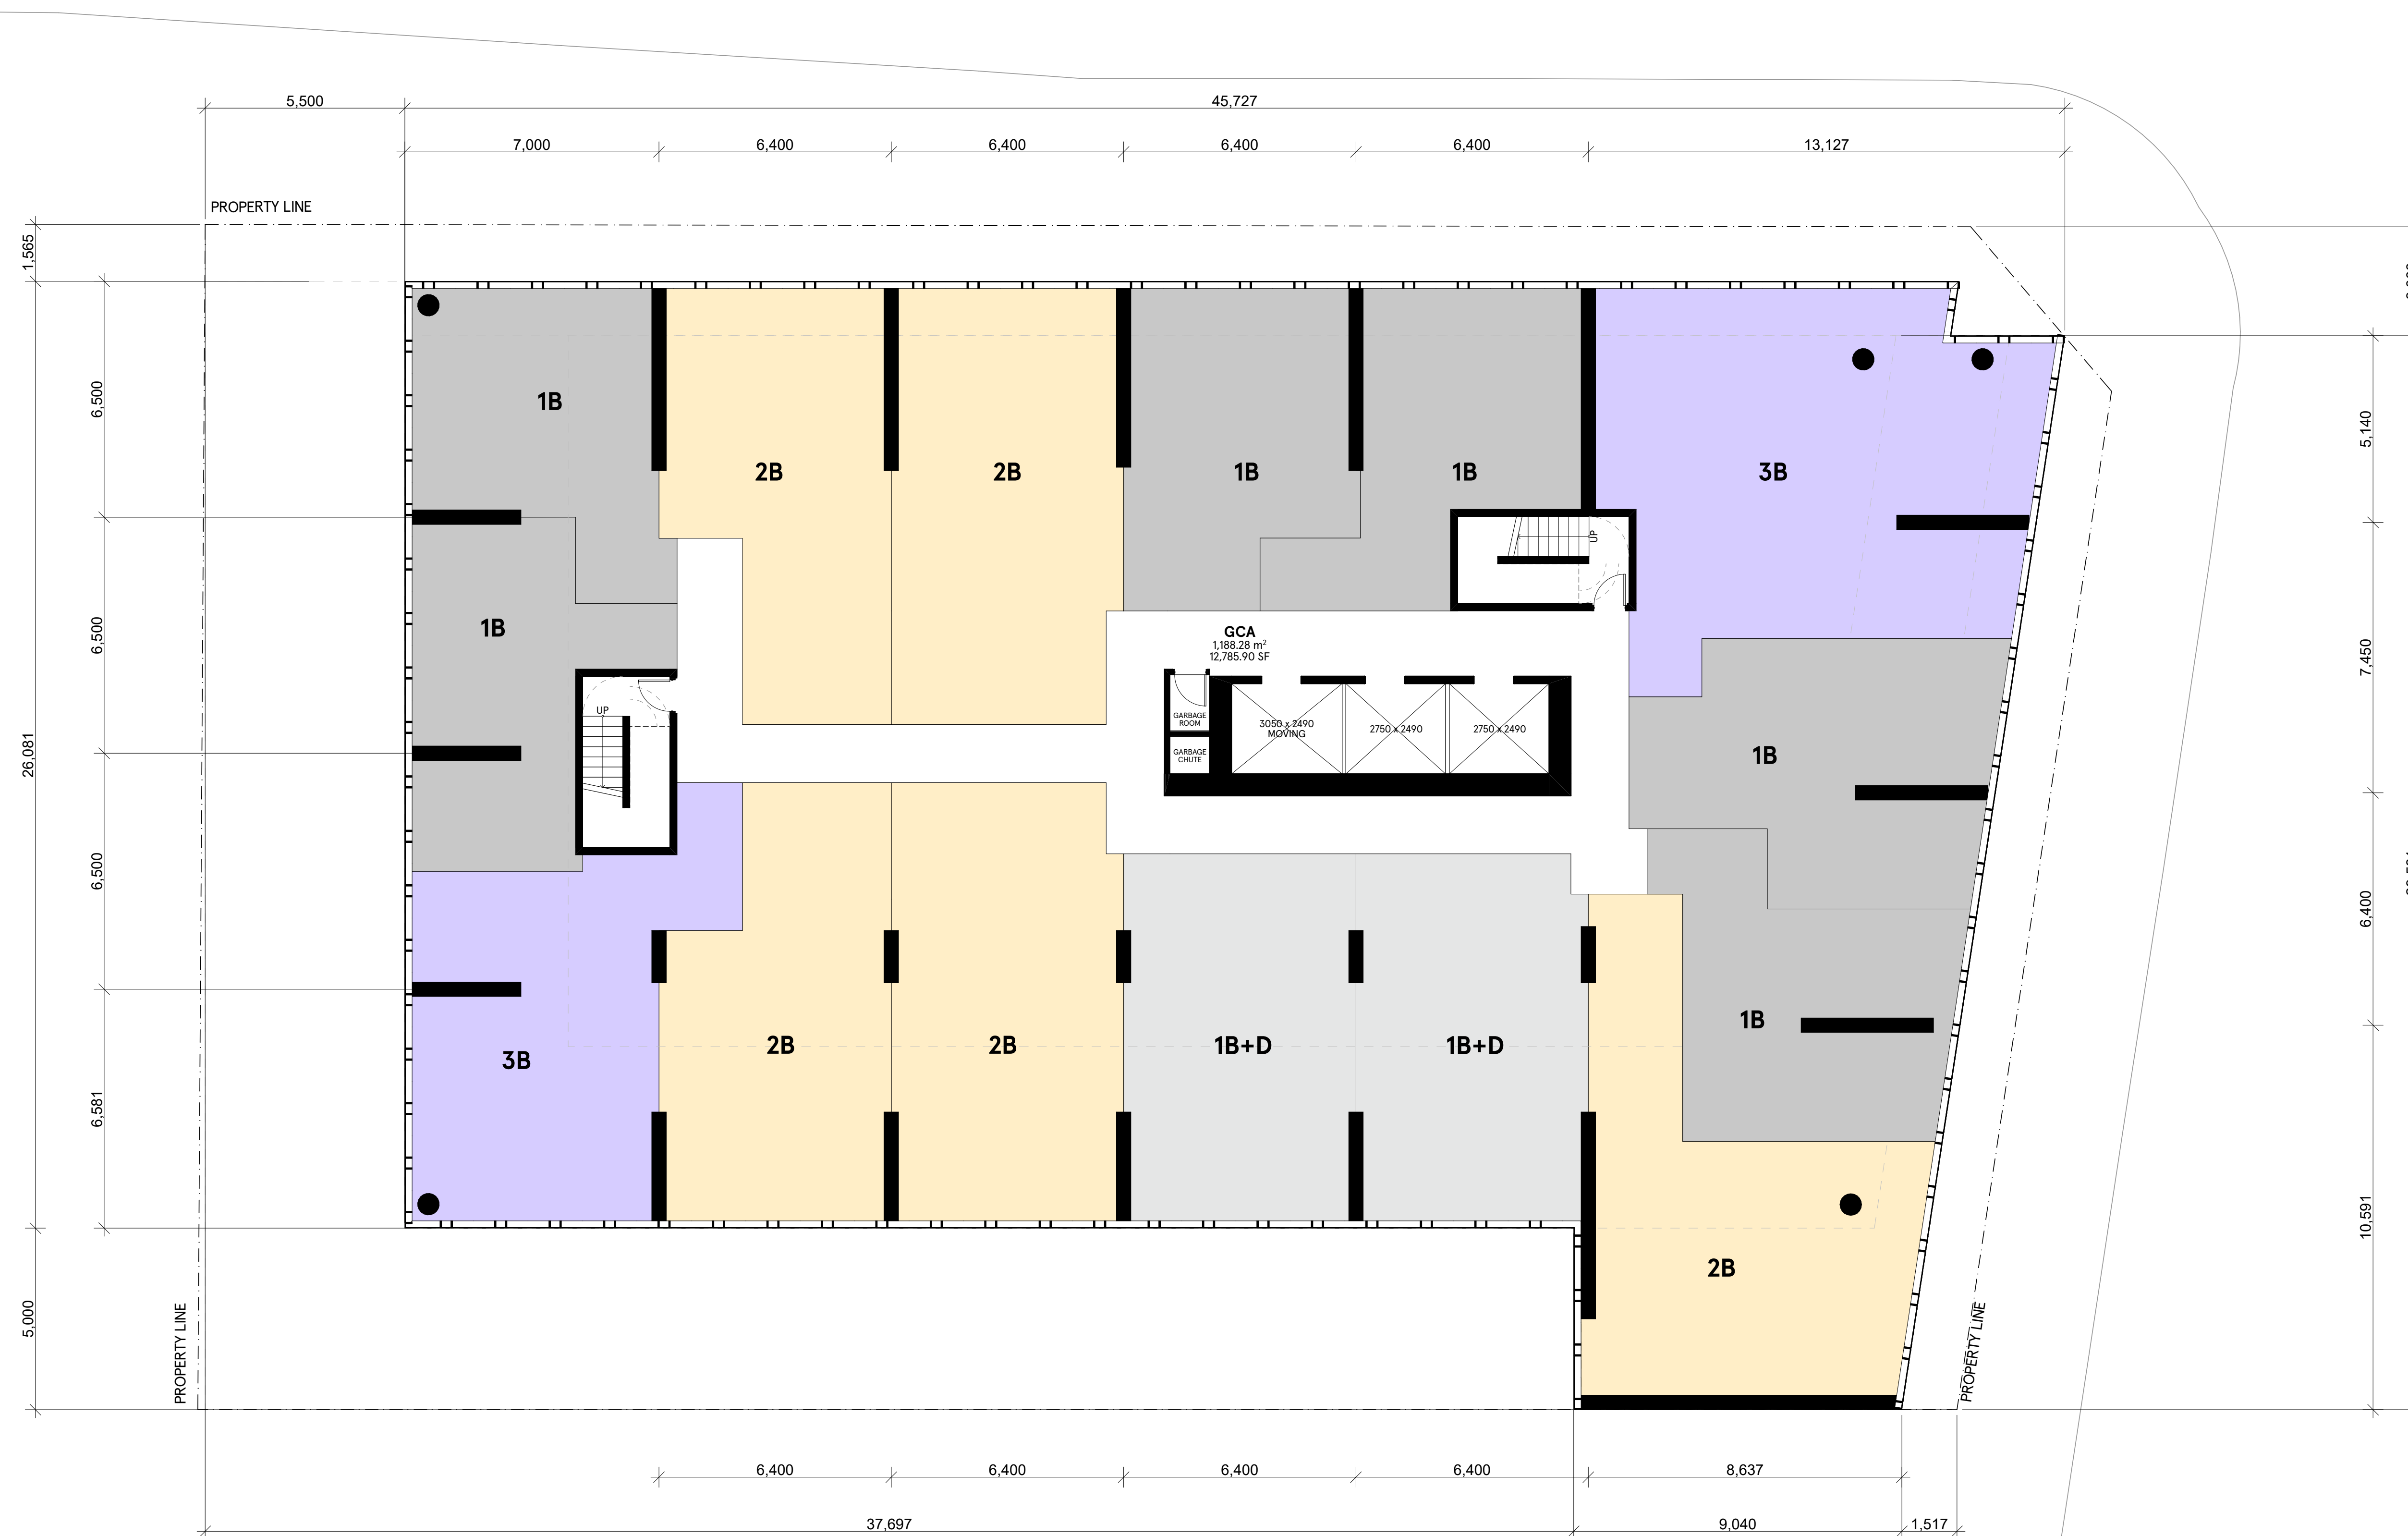 5,500
45,727
7,000
6,400
6,400
6,400
6,400
13,127
PROPERTY LINE
1,565
6,500
1B
2B
2B
1B
1B
3B
5,140
UP
6,500
1B
GCA
1,188.28 m²
12,785.90 SF
7,450
UP
GARBAGE
ROOM
3050 x 2490
MOVING
2750 x 2490
2750 x 2490
GARBAGE
CHUTE
1B
26,081
6,500
6,400
3B
2B
2B
1B+D
1B+D
1B
6,581
10,591
2B
5,000
PROPERTY LINE
PROPERTY LINE
6,400
6,400
6,400
6,400
8,637
37,697
9,040
1,517